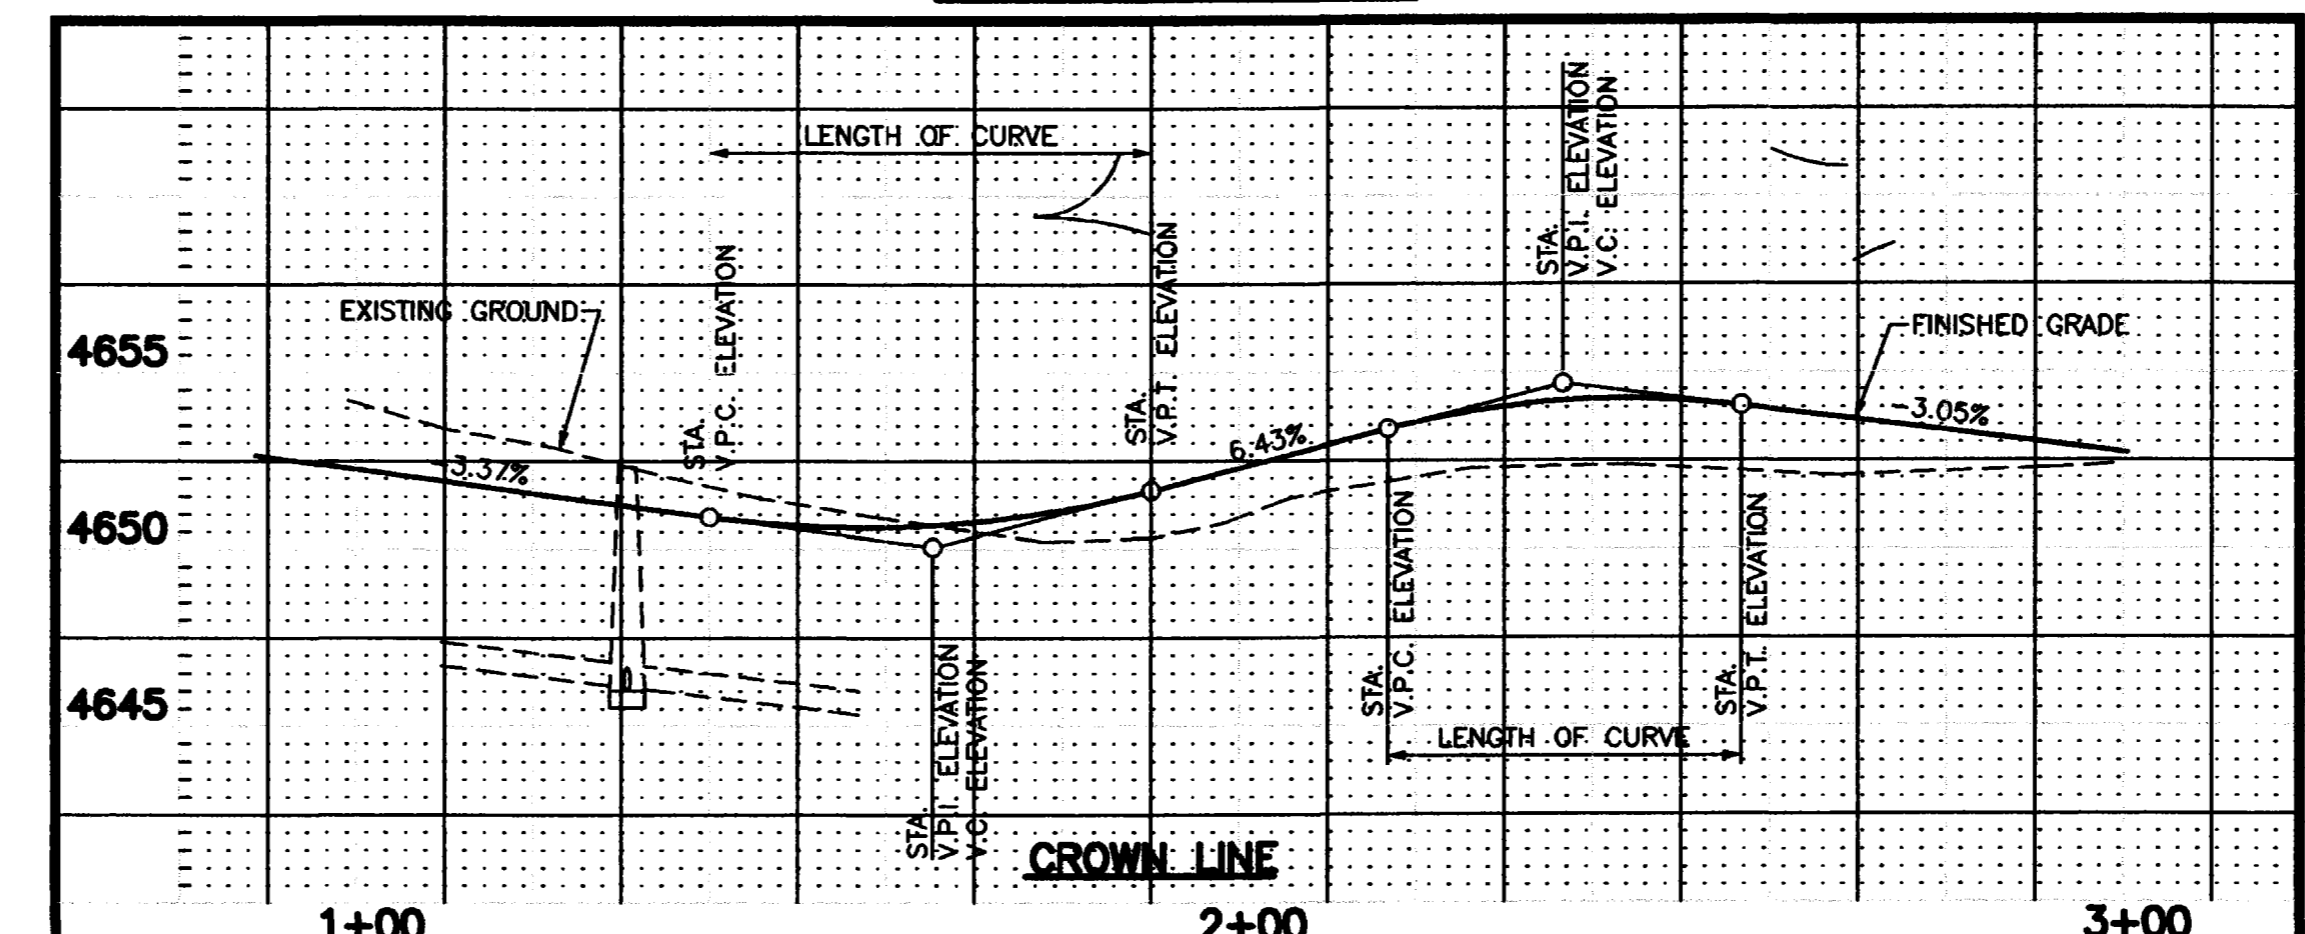 LENGTH OF CURVE
STA.
V.P.I. ELEVATION
V.C. ELEVATION
EXISTING GROUND
STA.
V.P.C. ELEVATION
STA.
V.P.T. ELEVATION
FINISHED GRADE
4655
-3.37%
6.43%
-3.05%
4650
4645
STA.
V.P.I. ELEVATION
V.C. ELEVATION
STA.
V.P.C. ELEVATION
STA.
V.P.T. ELEVATION
LENGTH OF CURVE
CROWN LINE
1+00
2+00
3+00